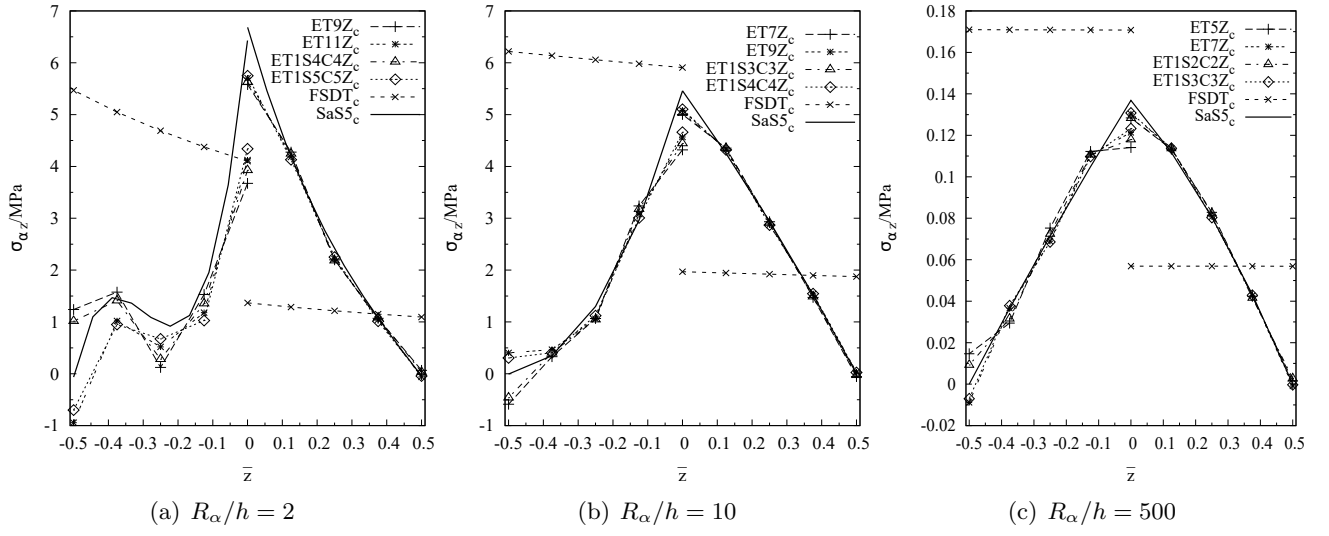 σαz/MPa
7
6
5
4
3
2
1
0
-1
-0.5 -0.4 -0.3 -0.2 -0.1 0 0.1 0.2 0.3 0.4 0.5
z̅
ET9Zc
ET11Zc
ET1S4C4Zc
ET1S5C5Zc
FSDTc
SaS5c
(a) Rα/h = 2
σαz/MPa
7
6
5
4
3
2
1
0
-1
-0.5 -0.4 -0.3 -0.2 -0.1 0 0.1 0.2 0.3 0.4 0.5
z̅
ET7Zc
ET9Zc
ET1S3C3Zc
ET1S4C4Zc
FSDTc
SaS5c
(b) Rα/h = 10
σαz/MPa
0.18
0.16
0.14
0.12
0.1
0.08
0.06
0.04
0.02
0
-0.02
-0.5 -0.4 -0.3 -0.2 -0.1 0 0.1 0.2 0.3 0.4 0.5
z̅
ET5Zc
ET7Zc
ET1S2C2Zc
ET1S3C3Zc
FSDTc
SaS5c
(c) Rα/h = 500